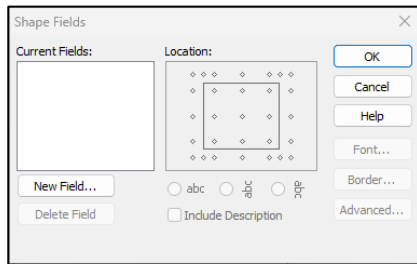 Shape Fields
Current Fields:
Location:
OK
Cancel
Help
Font...
Border...
Advanced...
New Field...
Delete Field
abc
abc
abc
Include Description